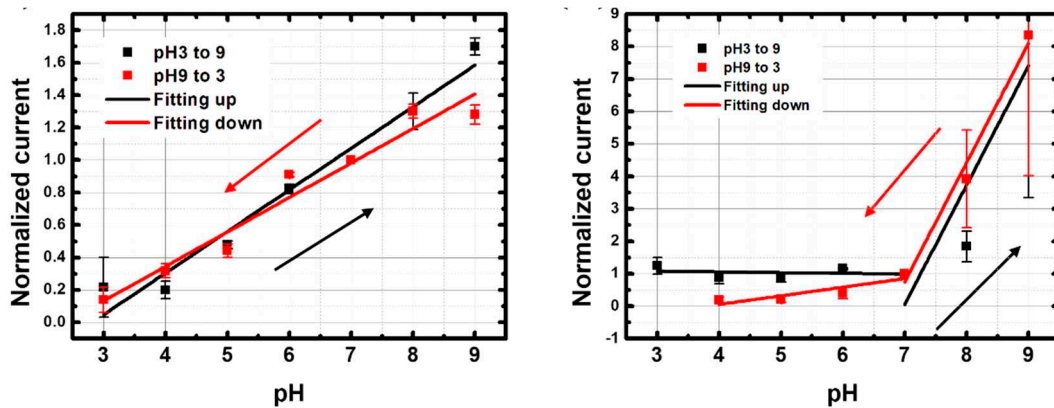 1.8
1.6
1.4
1.2
1.0
0.8
0.6
0.4
0.2
0.0
Normalized current
pH3 to 9
pH9 to 3
Fitting up
Fitting down
3 4 5 6 7 8 9
pH
9
8
7
6
5
4
3
2
1
0
-1
Normalized current
pH3 to 9
pH9 to 3
Fitting up
Fitting down
3 4 5 6 7 8 9
pH